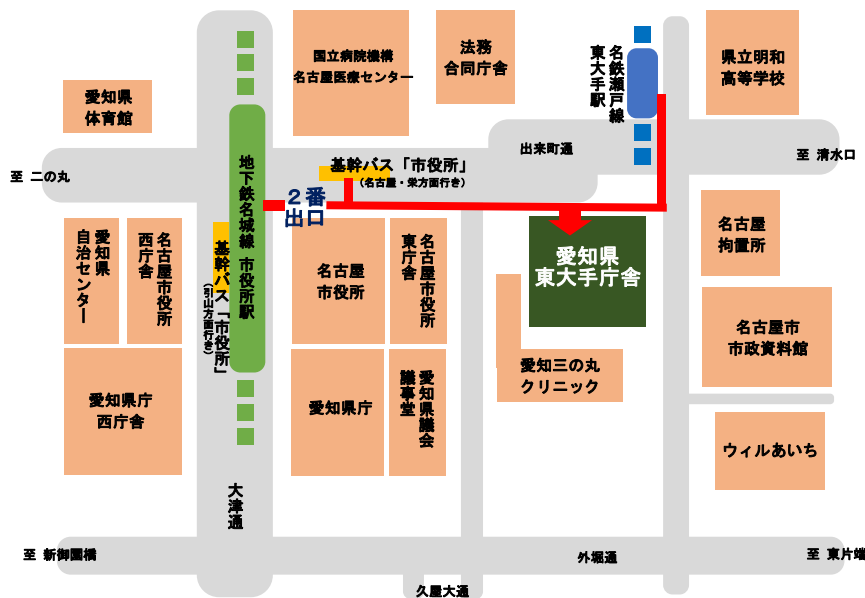 国立病院機構
名古屋医療センター
法務
合同庁舎
名鉄瀬戸線
東大手駅
県立明和
高等学校
愛知県
体育館
至 二の丸
地下鉄名城線 市役所駅
基幹バス「市役所」
（名古屋・栄方面行き）
出来町通
至 清水口
２番
出口
愛知県
自治センター
名古屋市役所
西庁舎
基幹バス「市役所」
（引山方面行き）
名古屋
市役所
名古屋市役所
東庁舎
愛知県
東大手庁舎
名古屋
拘置所
名古屋市
市政資料館
愛知県庁
西庁舎
愛知県庁
愛知県議会
議事堂
愛知三の丸
クリニック
ウィルあいち
大津通
至 新御園橋
外堀通
至 東片端
久屋大通